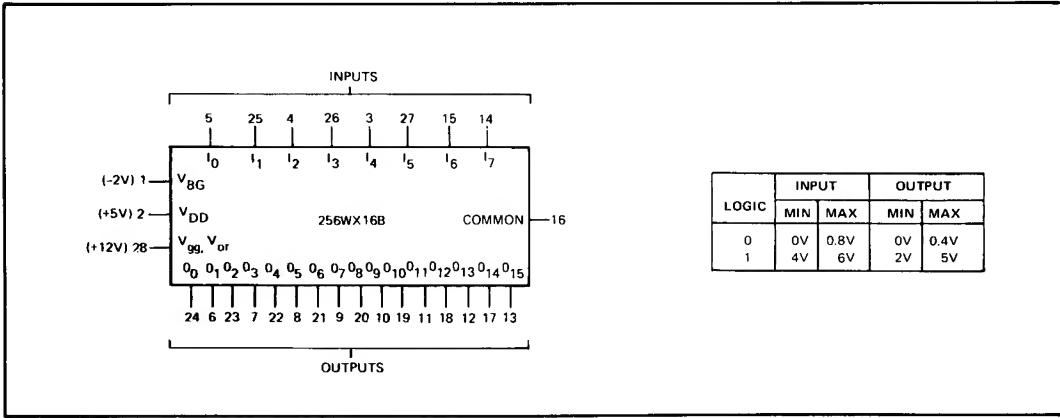 INPUTS
5 25 4 26 3 27 15 14
I0 I1 I2 I3 I4 I5 I6 I7
(-2V) 1 VBG
(+5V) 2 VDD
256WX16B
COMMON 16
(+12V) 28 Vgg, Vor
O0 O1 O2 O3 O4 O5 O6 O7 O8 O9 O10 O11 O12 O13 O14 O15
24 6 23 7 22 8 21 9 20 10 19 11 18 12 17 13
OUTPUTS
LOGIC INPUT OUTPUT
MIN MAX MIN MAX
0 0V 0.8V 0V 0.4V
1 4V 6V 2V 5V